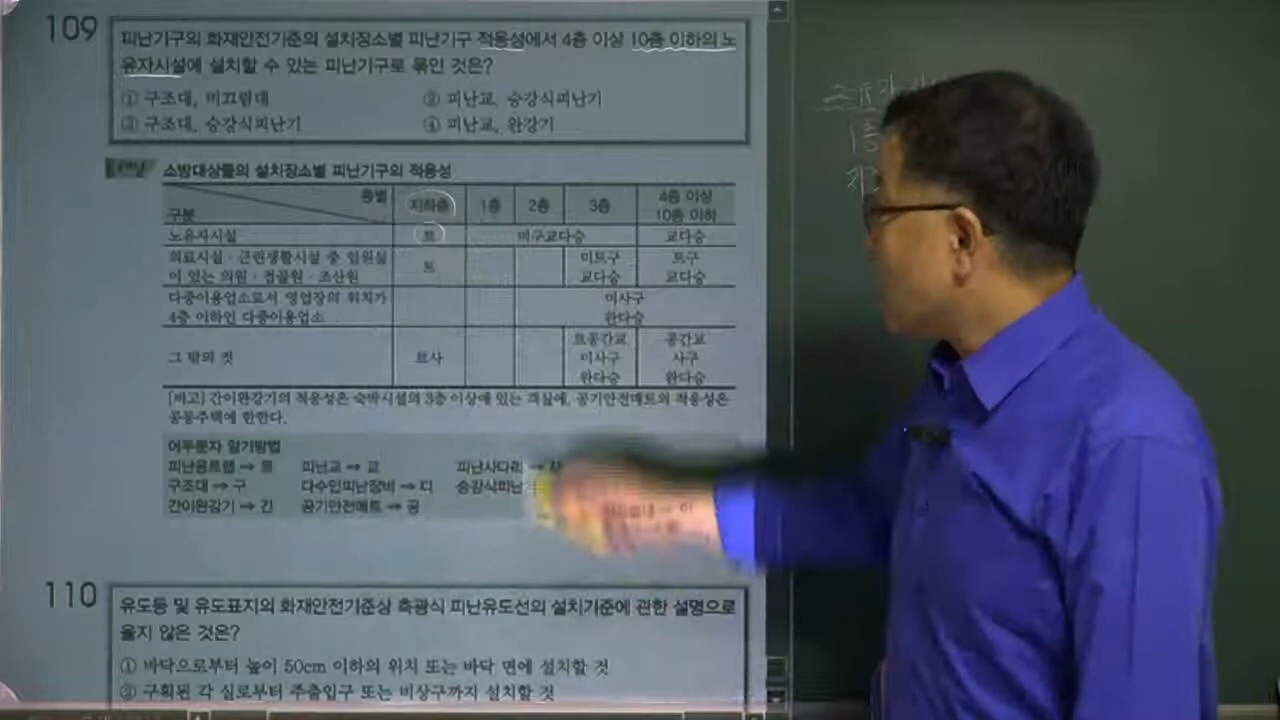 109
피난기구의 화재안전기준의 설치장소별 피난기구 적응성에서 4층 이상 10층 이하의 노
유자시설에 설치할 수 있는 피난기구로 묶인 것은?
① 구조대, 미끄럼대
② 피난교, 승강식피난기
③ 구조대, 승강식피난기
④ 피난교, 완강기
해설 소방대상물의 설치장소별 피난기구의 적응성
층별
구분
지하층
1층
2층
3층
4층 이상
10층 이하
노유자시설
트
미구교다승
교다승
의료시설·근린생활시설 중 입원실
이 있는 의원·접골원·조산원
트
미트구
교다승
트구
교다승
다중이용업소로서 영업장의 위치가
4층 이하인 다중이용업소
미사구
완다승
그 밖의 것
트사
트공간교
미사구
완다승
공간교
사구
완다승
[비고] 간이완강기의 적응성은 숙박시설의 3층 이상에 있는 객실에, 공기안전매트의 적응성은
공동주택에 한한다.
어두문자 암기방법
피난용트랩 ⇒ 트 피난교 ⇒ 교 피난사다리 ⇒ 사
구조대 ⇒ 구 다수인피난장비 ⇒ 다 승강식피난
간이완강기 ⇒ 간 공기안전매트 ⇒ 공
110
유도등 및 유도표지의 화재안전기준상 축광식 피난유도선의 설치기준에 관한 설명으로
옳지 않은 것은?
① 바닥으로부터 높이 50cm 이하의 위치 또는 바닥 면에 설치할 것
② 구획된 각 실로부터 주출입구 또는 비상구까지 설치할 것
1층